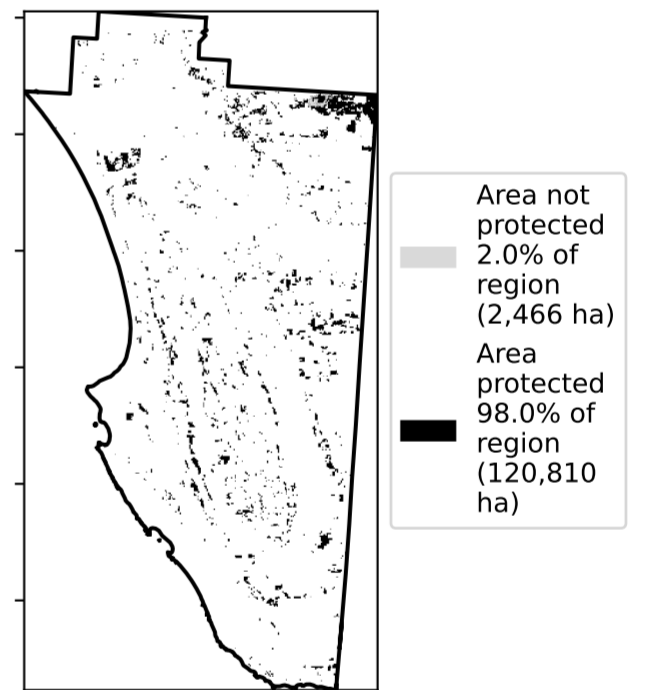 Area not
protected
2.0% of
region
(2,466 ha)
Area
protected
98.0% of
region
(120,810
ha)